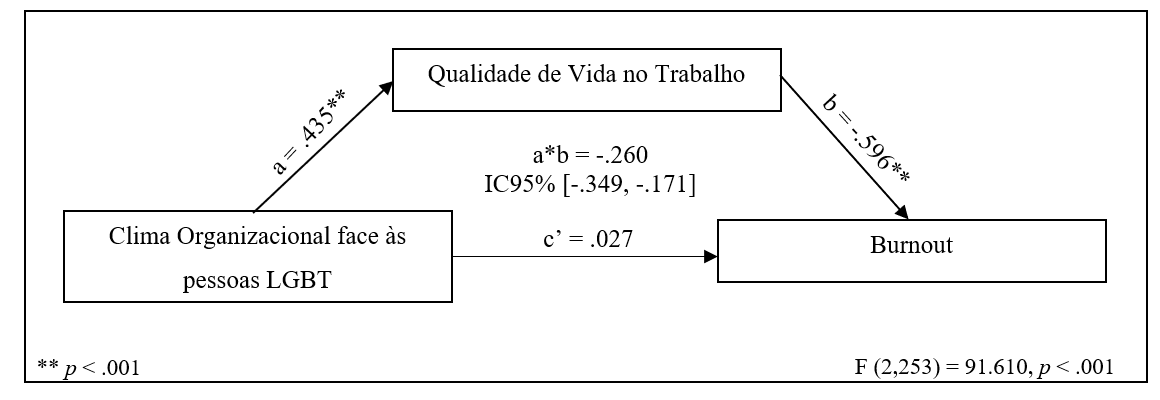 Qualidade de Vida no Trabalho
a = .435**
b = -.596**
a*b = -.260
IC95% [-.349, -.171]
Clima Organizacional face às
pessoas LGBT
c’ = .027
Burnout
** p < .001
F (2,253) = 91.610, p < .001